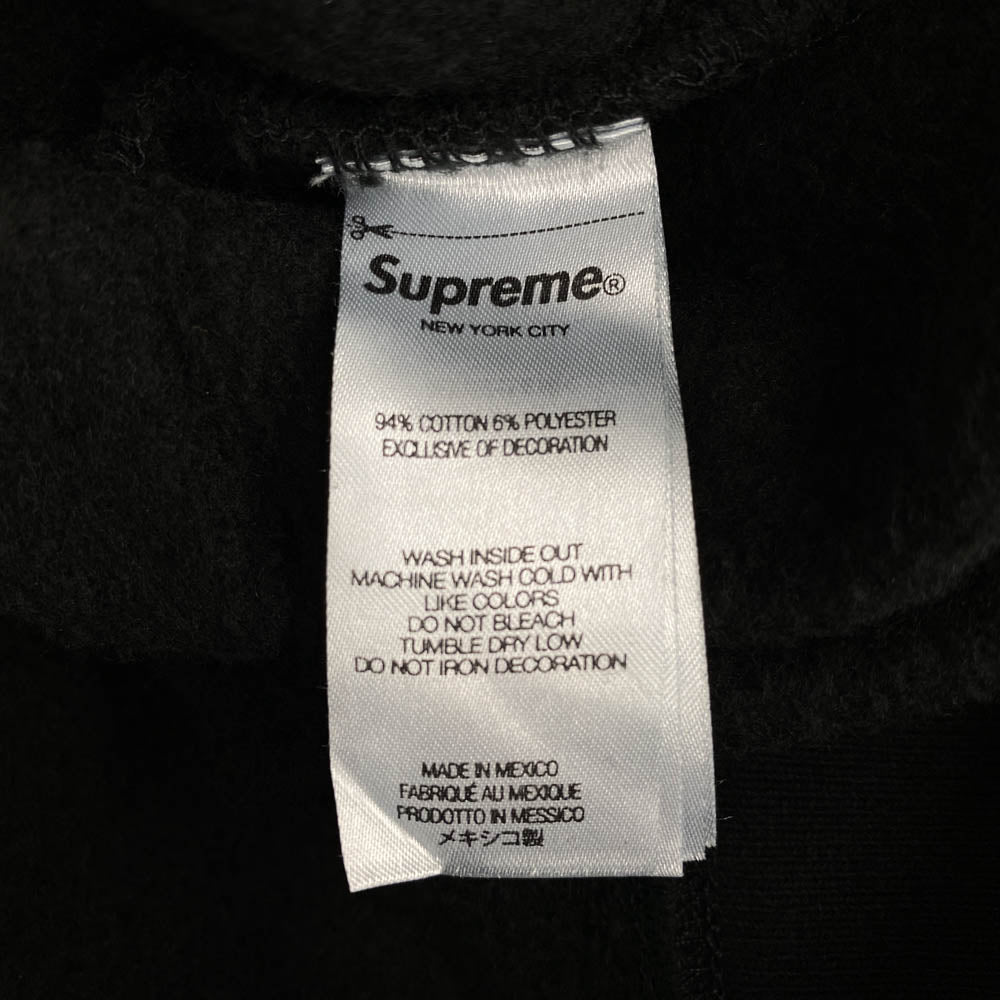 Supreme®
NEW YORK CITY
94% COTTON 6% POLYESTER
EXCLUSIVE OF DECORATION
WASH INSIDE OUT
MACHINE WASH COLD WITH
LIKE COLORS
DO NOT BLEACH
TUMBLE DRY LOW
DO NOT IRON DECORATION
MADE IN MEXICO
FABRIQUÉ AU MEXIQUE
PRODOTTO IN MESSICO
メキシコ製